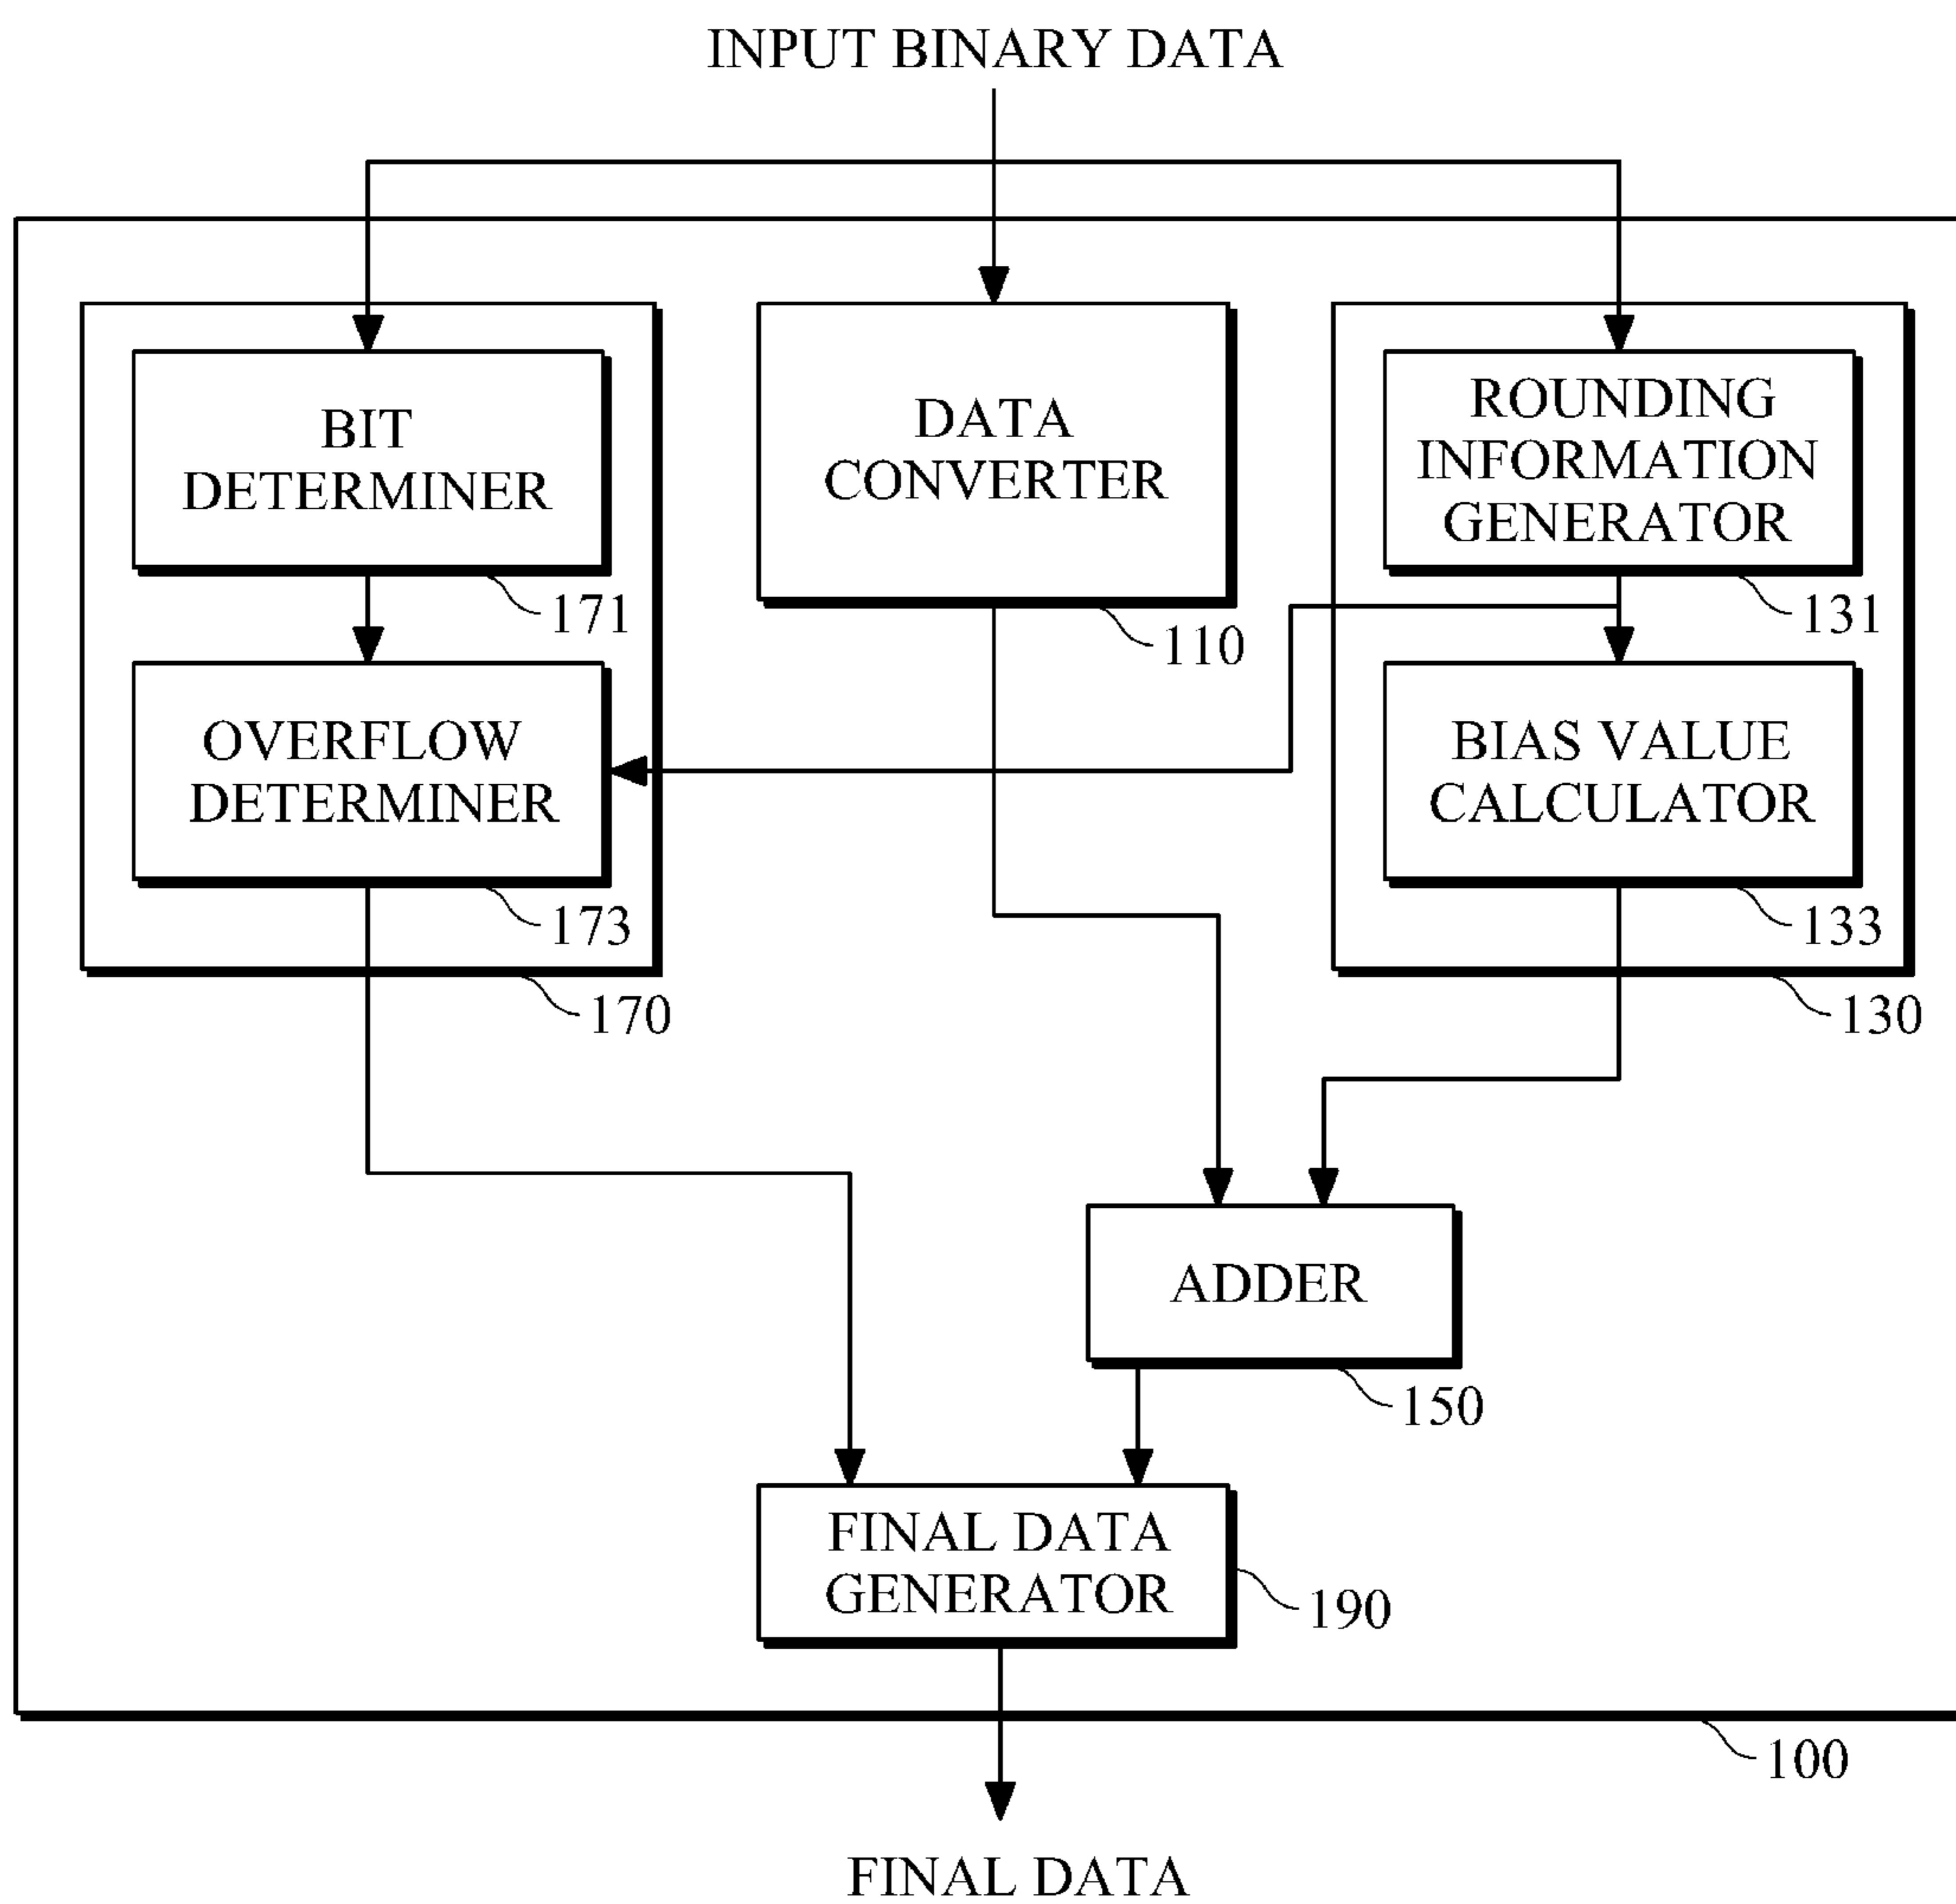 INPUT BINARY DATA
BIT
DETERMINER
171
DATA
CONVERTER
110
ROUNDING
INFORMATION
GENERATOR
131
OVERFLOW
DETERMINER
173
BIAS VALUE
CALCULATOR
133
170
130
ADDER
150
FINAL DATA
GENERATOR
190
100
FINAL DATA